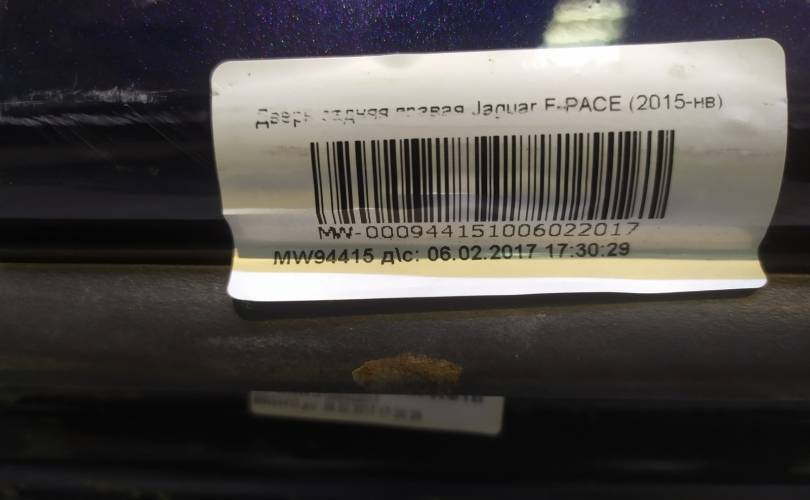 Дверь задняя правая Jaguar F-PACE (2015-нв)
MW-000944151006022017
MW94415 д\с: 06.02.2017 17:30:29